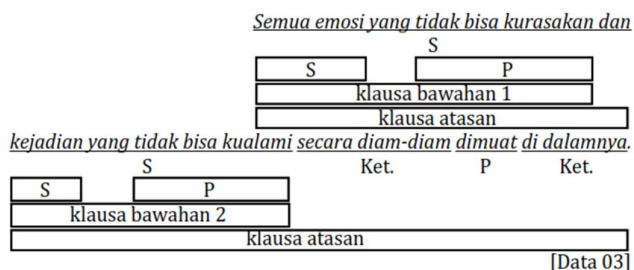 Semua emosi yang tidak bisa kurasakan dan
S
S P
klausa bawahan 1
klausa atasan
kejadian yang tidak bisa kualami secara diam-diam dimuat di dalamnya.
S Ket. P Ket.
S P
klausa bawahan 2
klausa atasan
[Data 03]